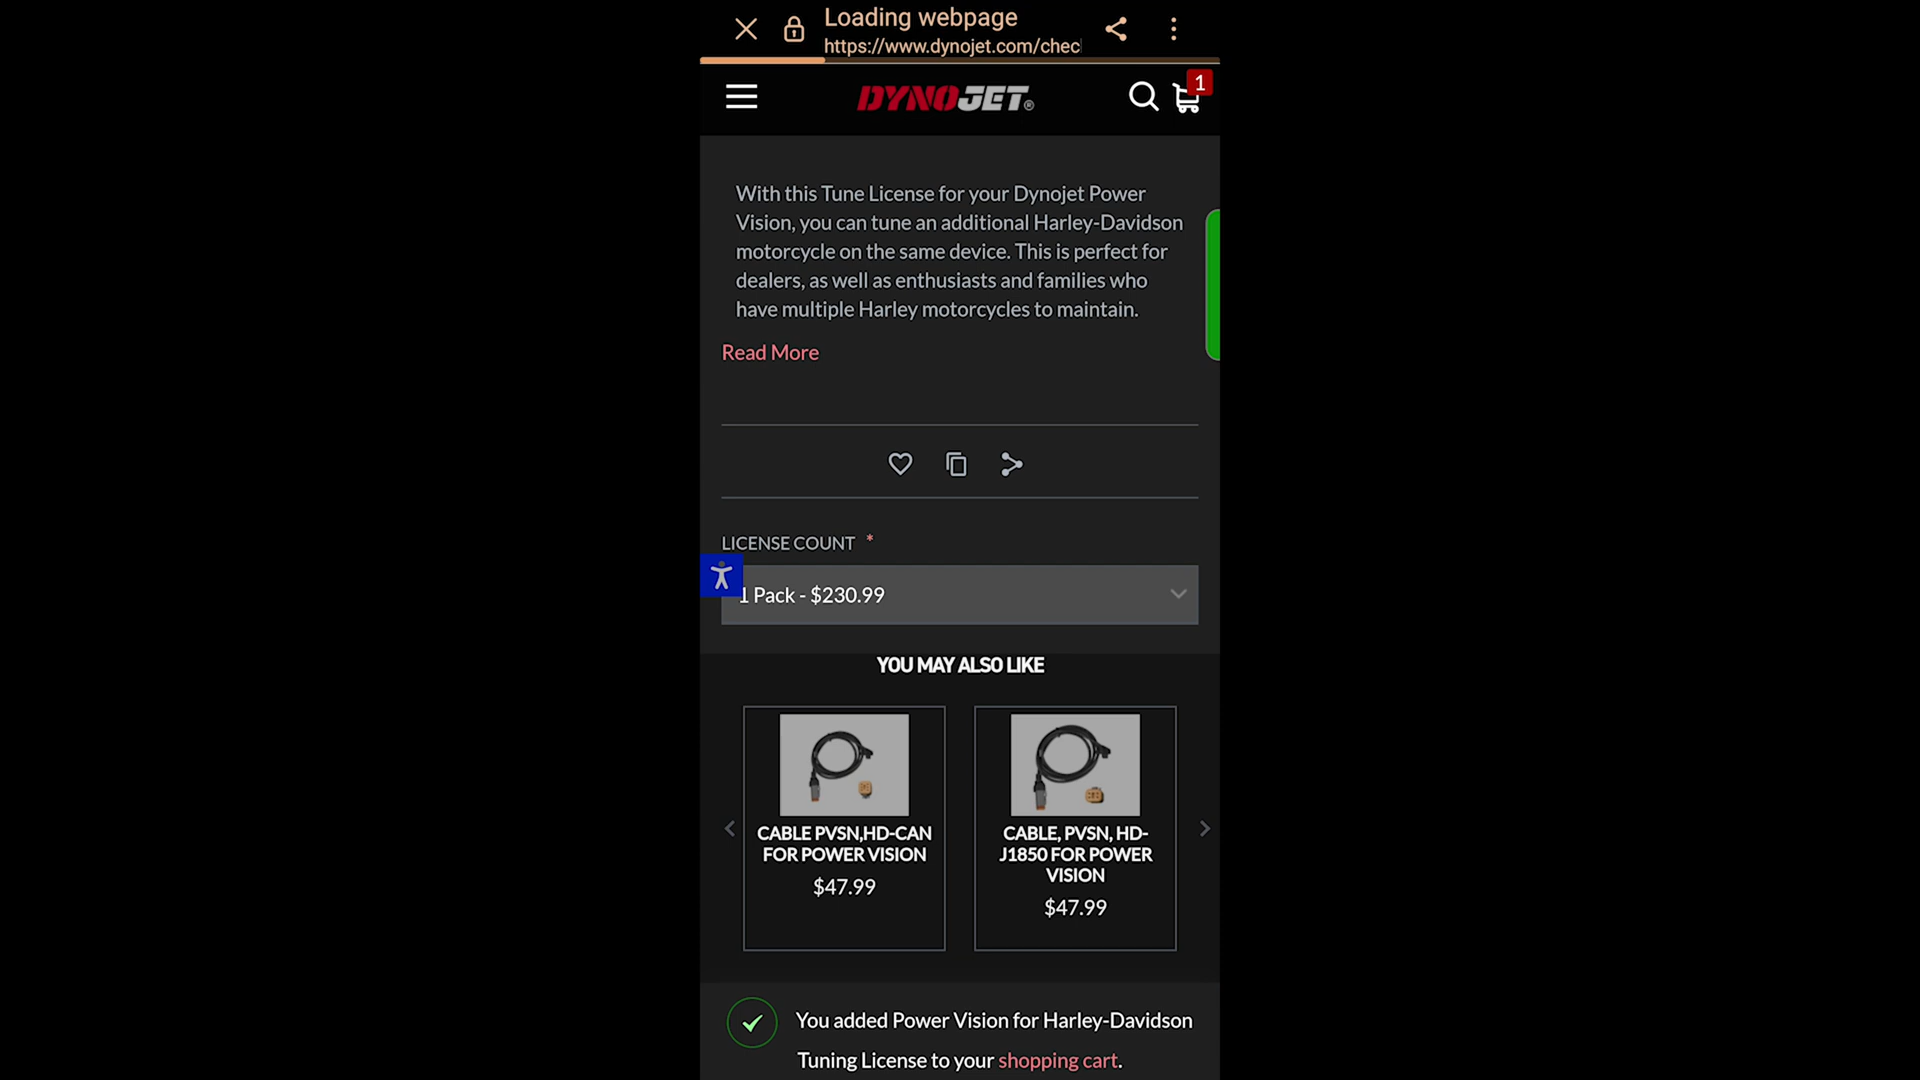 Loading webpage
https://www.dynojet.com/chec
DYNOJET®
1
With this Tune License for your Dynojet Power
Vision, you can tune an additional Harley-Davidson
motorcycle on the same device. This is perfect for
dealers, as well as enthusiasts and families who
have multiple Harley motorcycles to maintain.
Read More
LICENSE COUNT *
1 Pack - $230.99
YOU MAY ALSO LIKE
CABLE PVSN,HD-CAN
FOR POWER VISION
$47.99
CABLE, PVSN, HD-
J1850 FOR POWER
VISION
$47.99
You added Power Vision for Harley-Davidson
Tuning License to your shopping cart.